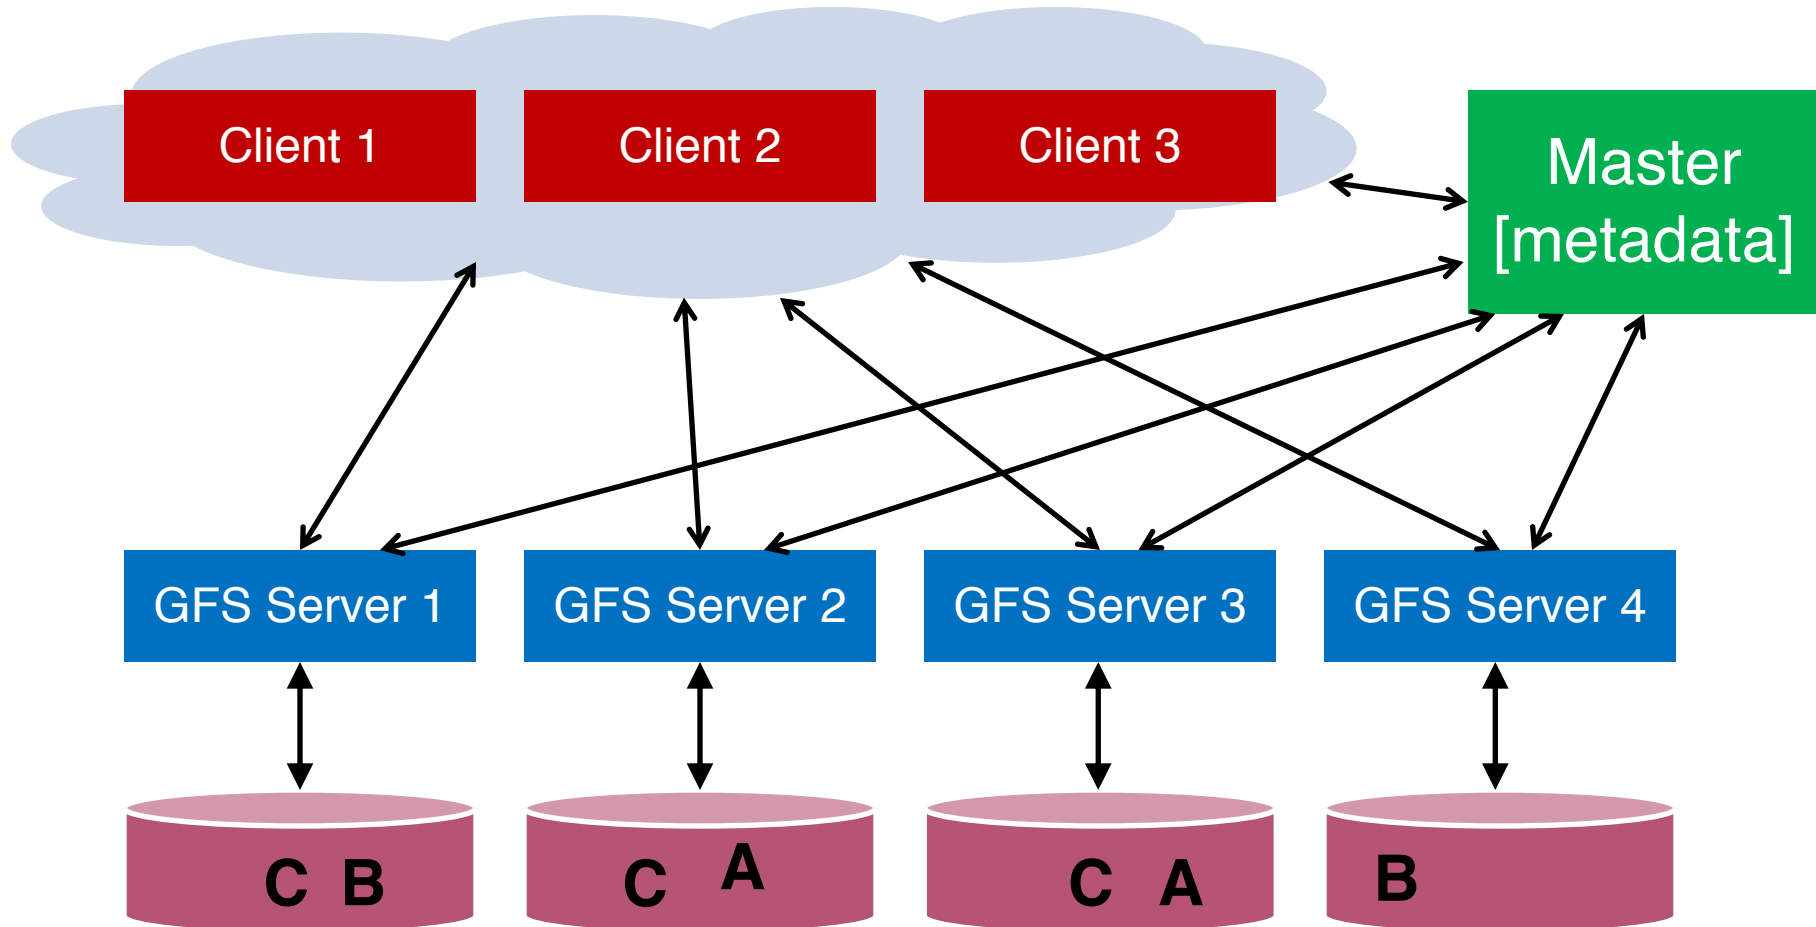 Client 1
Client 2
Client 3
Master
[metadata]
GFS Server 1
GFS Server 2
GFS Server 3
GFS Server 4
C B
C A
C A
B